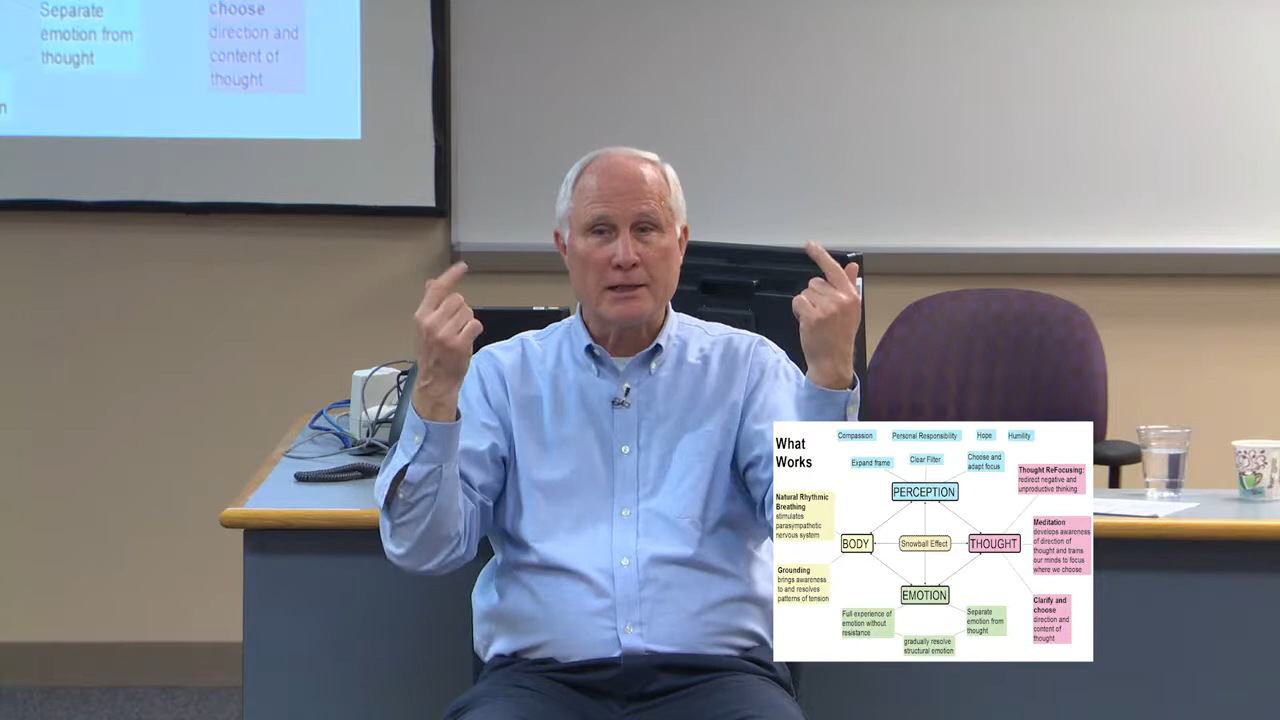 Separate
emotion from
thought
choose
direction and
content of
thought
n
What
Works
Compassion
Personal Responsibility
Hope
Humility
Expand frame
Clear Filter
Choose and
adapt focus
PERCEPTION
Thought ReFocusing:
redirect negative and
unproductive thinking
Natural Rhythmic
Breathing
stimulates
parasympathetic
nervous system
BODY
Snowball Effect
THOUGHT
Meditation
develops awareness
of direction of
thought and trains
our minds to focus
where we choose
Grounding
brings awareness
to and resolves
patterns of tension
EMOTION
Full experience of
emotion without
resistance
gradually resolve
structural emotion
Separate
emotion from
thought
Clarify and
choose
direction and
content of
thought